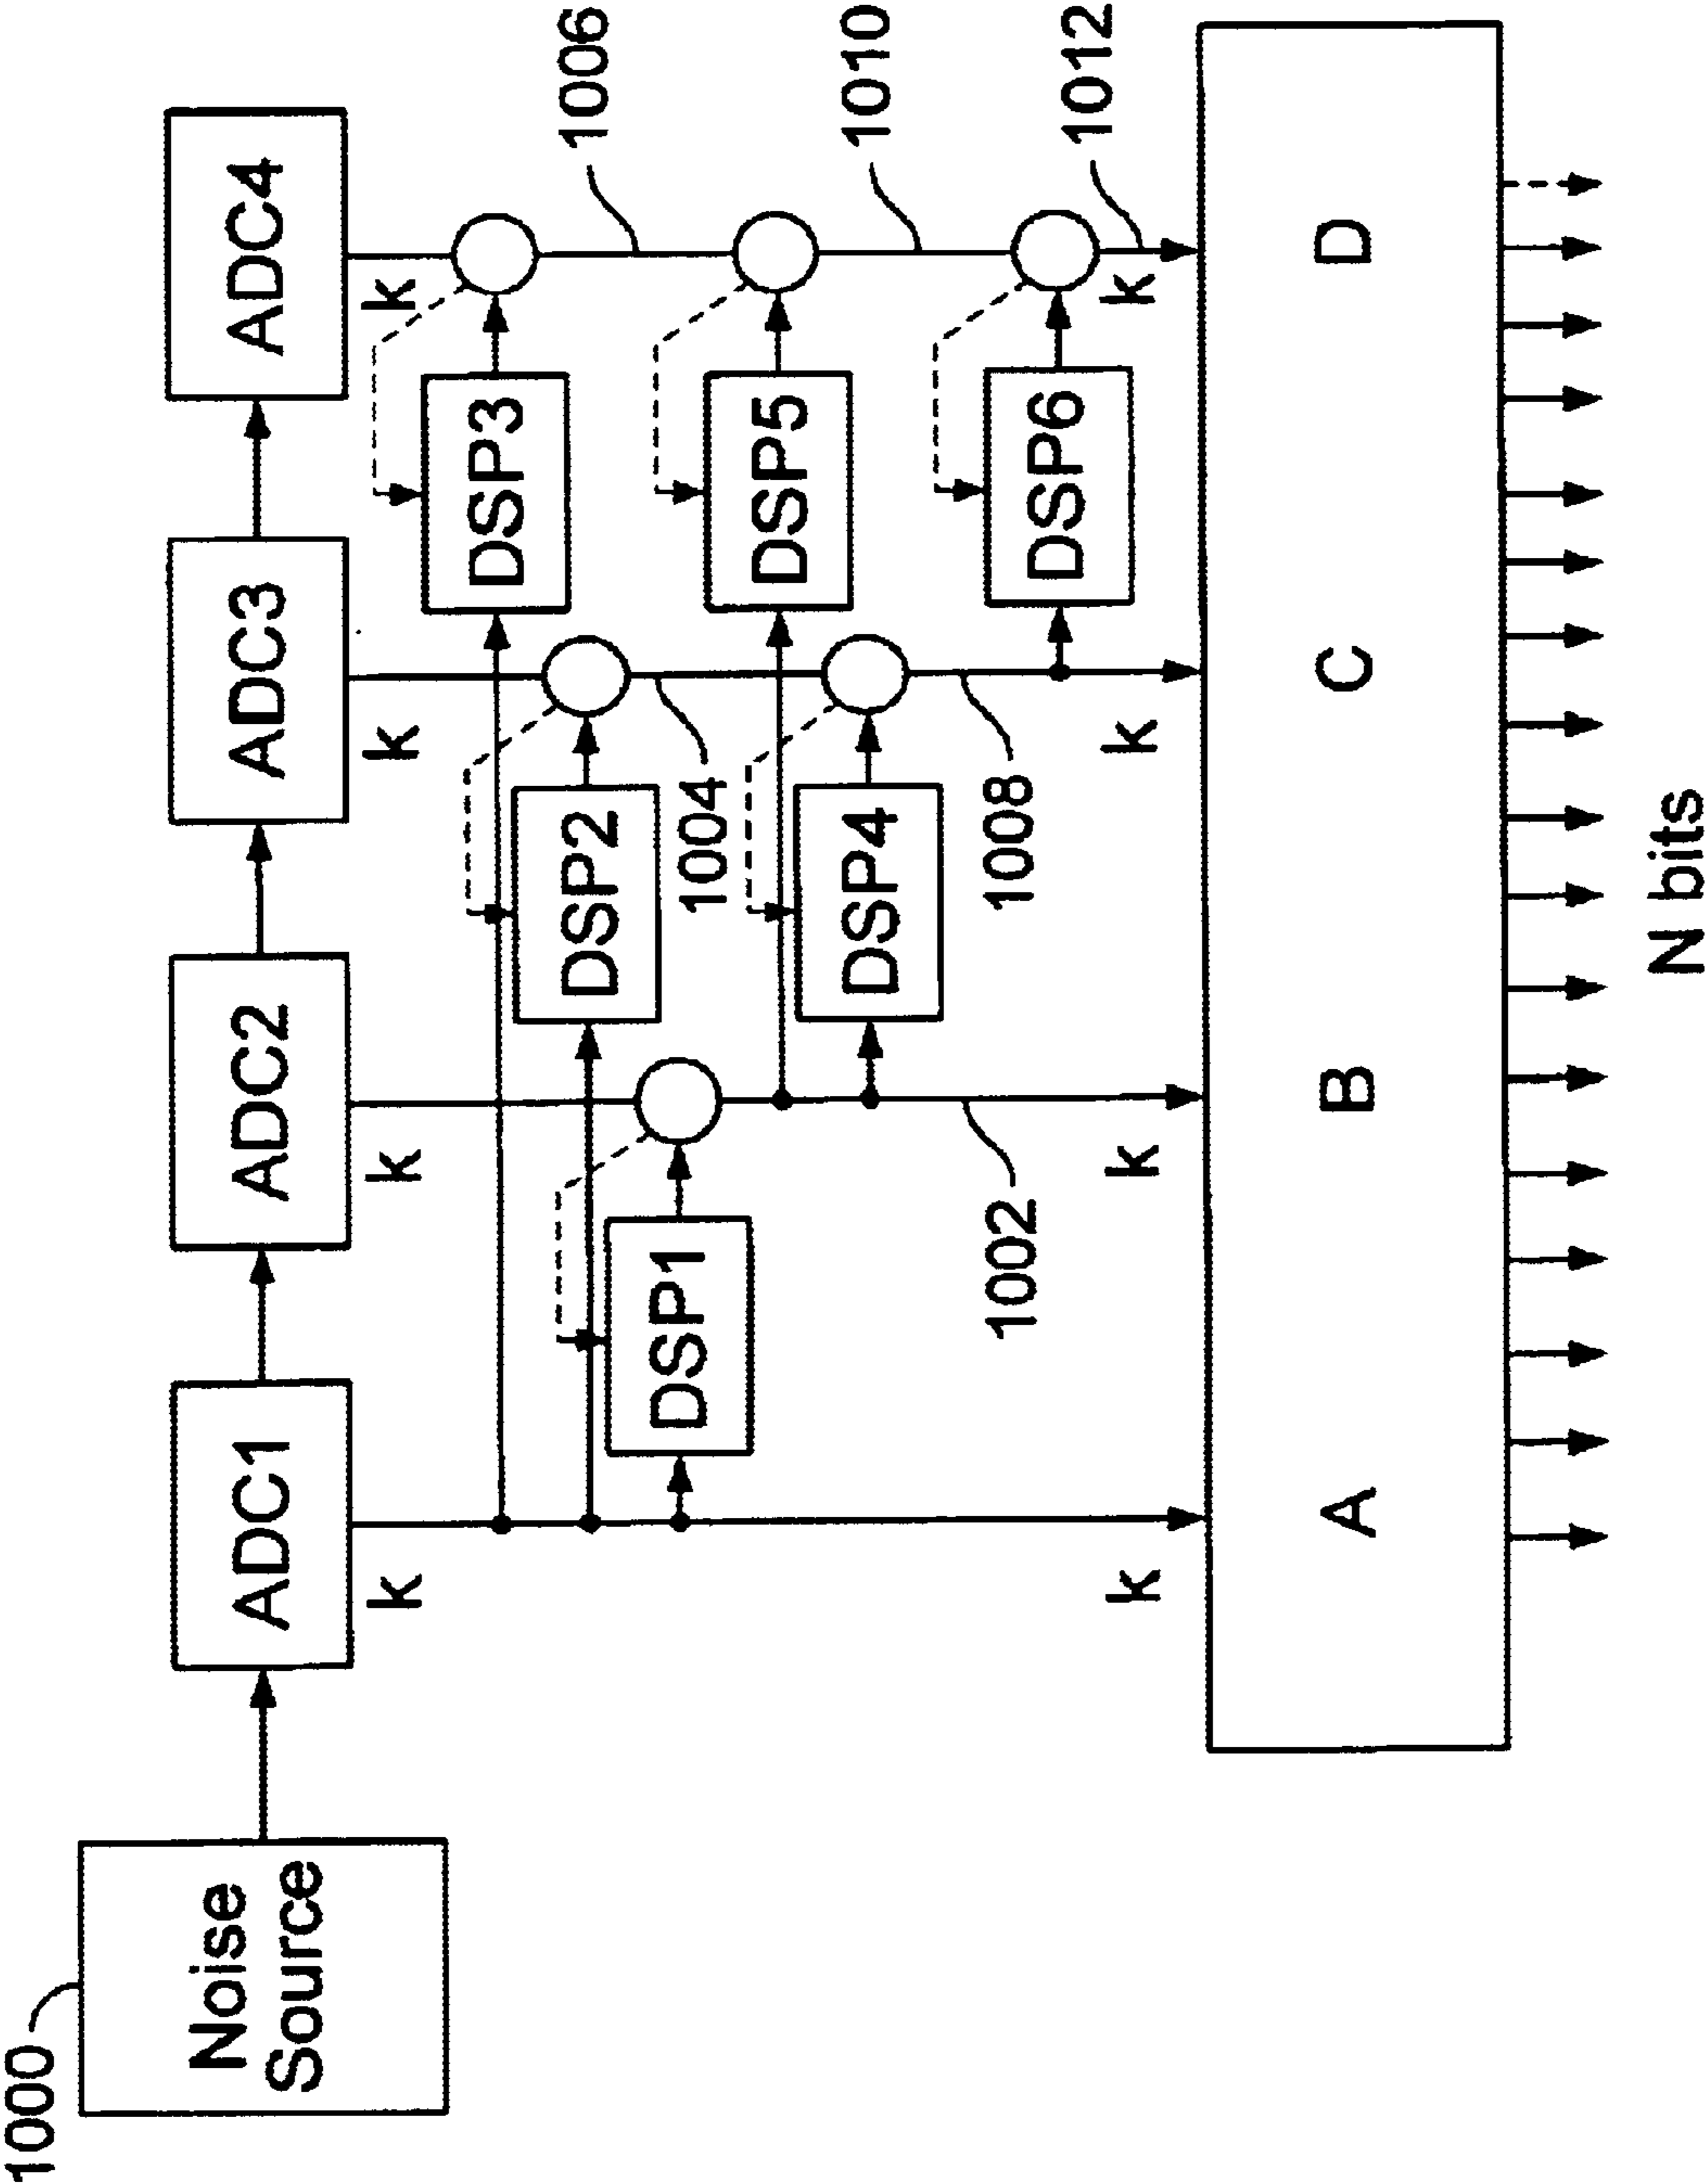 1000
Noise
Source
ADC1
ADC2
ADC3
ADC4
k
k
k
k
DSP3
1006
DSP2
DSP1
1004
DSP5
1010
DSP4
1002
1008
DSP6
1012
k
k
k
k
A
B
C
D
N bits